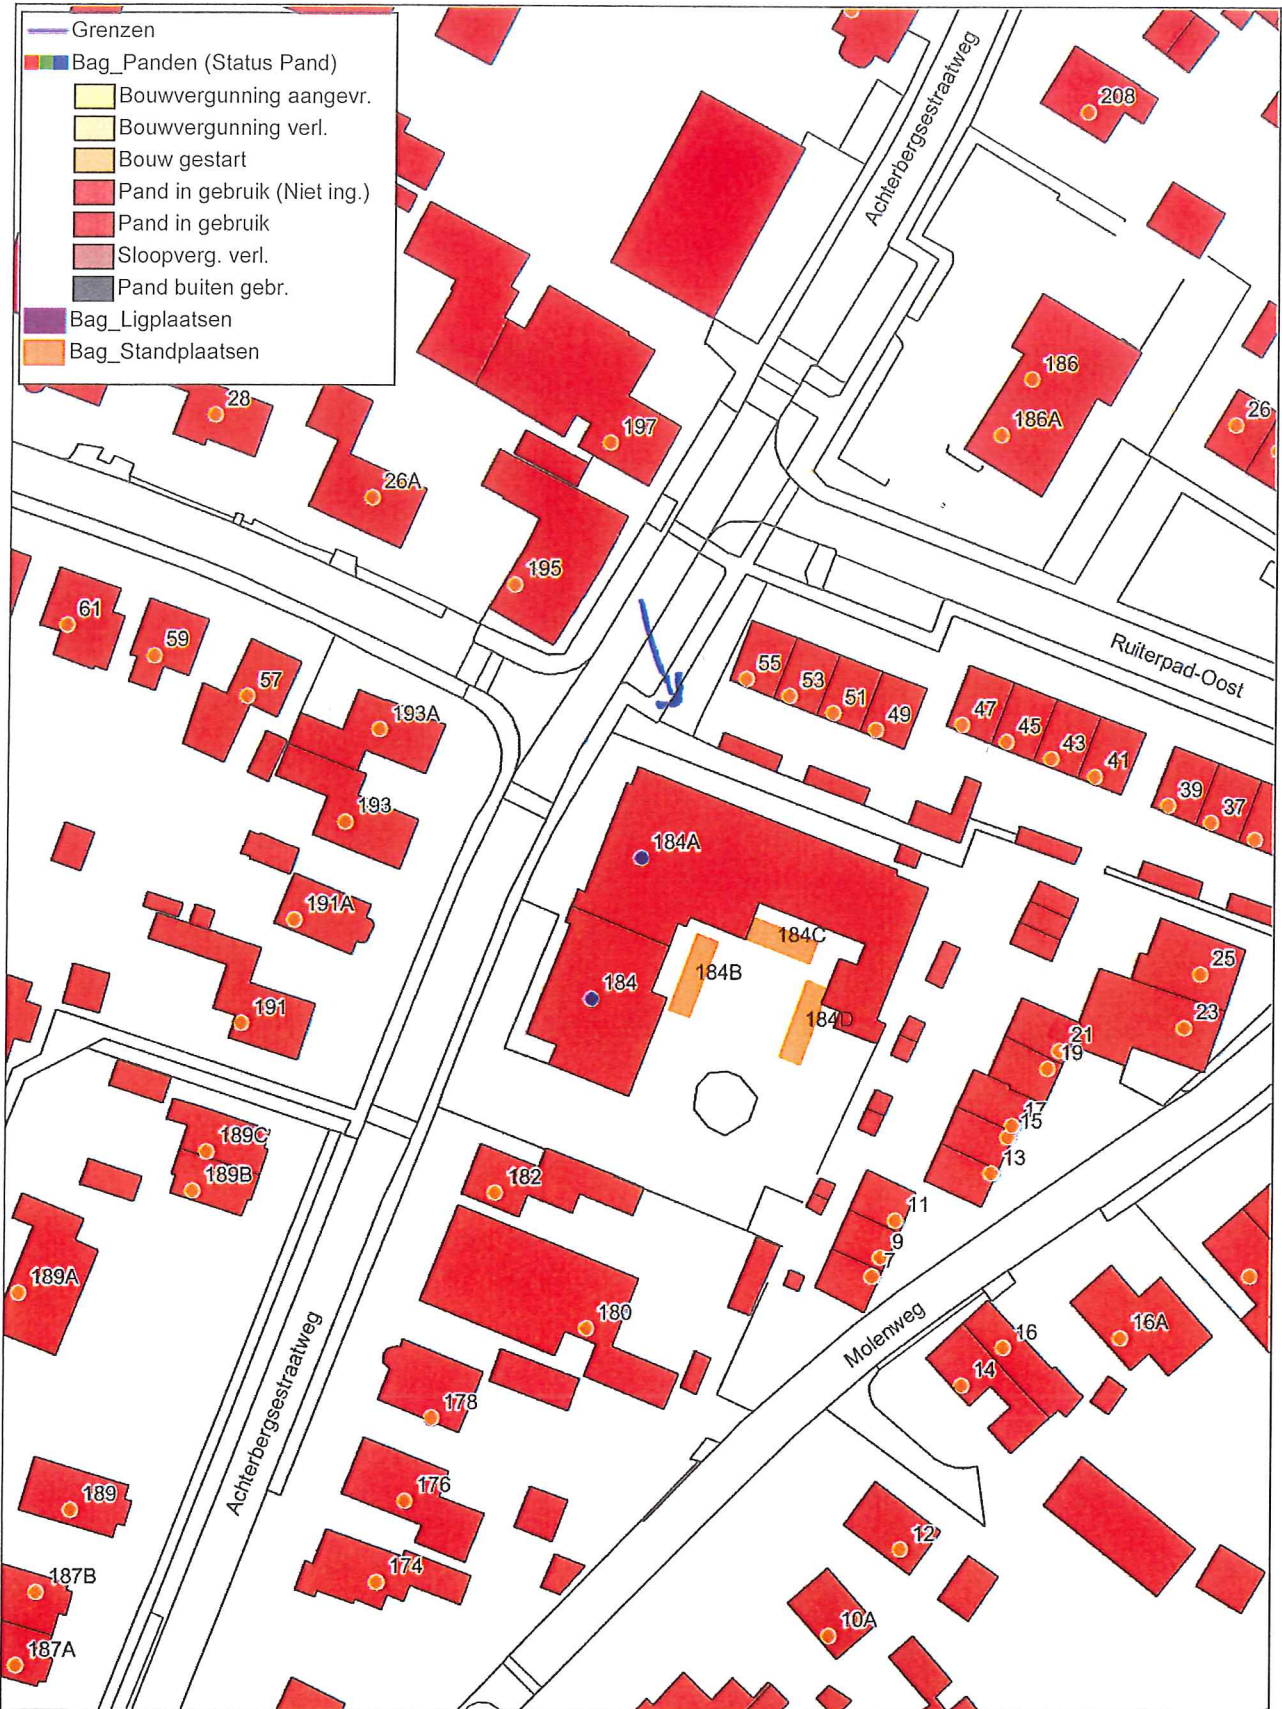 Grenzen
Bag_Panden (Status Pand)
Bouwvergunning aangevr.
Bouwvergunning verl.
Bouw gestart
Pand in gebruik (Niet ing.)
Pand in gebruik
Sloopverg. verl.
Pand buiten gebr.
Bag_Ligplaatsen
Bag_Standplaatsen
Achterbergsestraatweg
208
186
186A
26
28
26A
197
195
61
59
57
193A
193
191A
191
Ruiterpad-Oost
55
53
51
49
47
45
43
41
39
37
184A
184C
184B
184
184D
25
23
21
19
17
15
13
11
9
7
189C
189B
189A
182
180
178
176
174
Achterbergsestraatweg
Molenweg
16A
16
14
12
10A
189
187B
187A